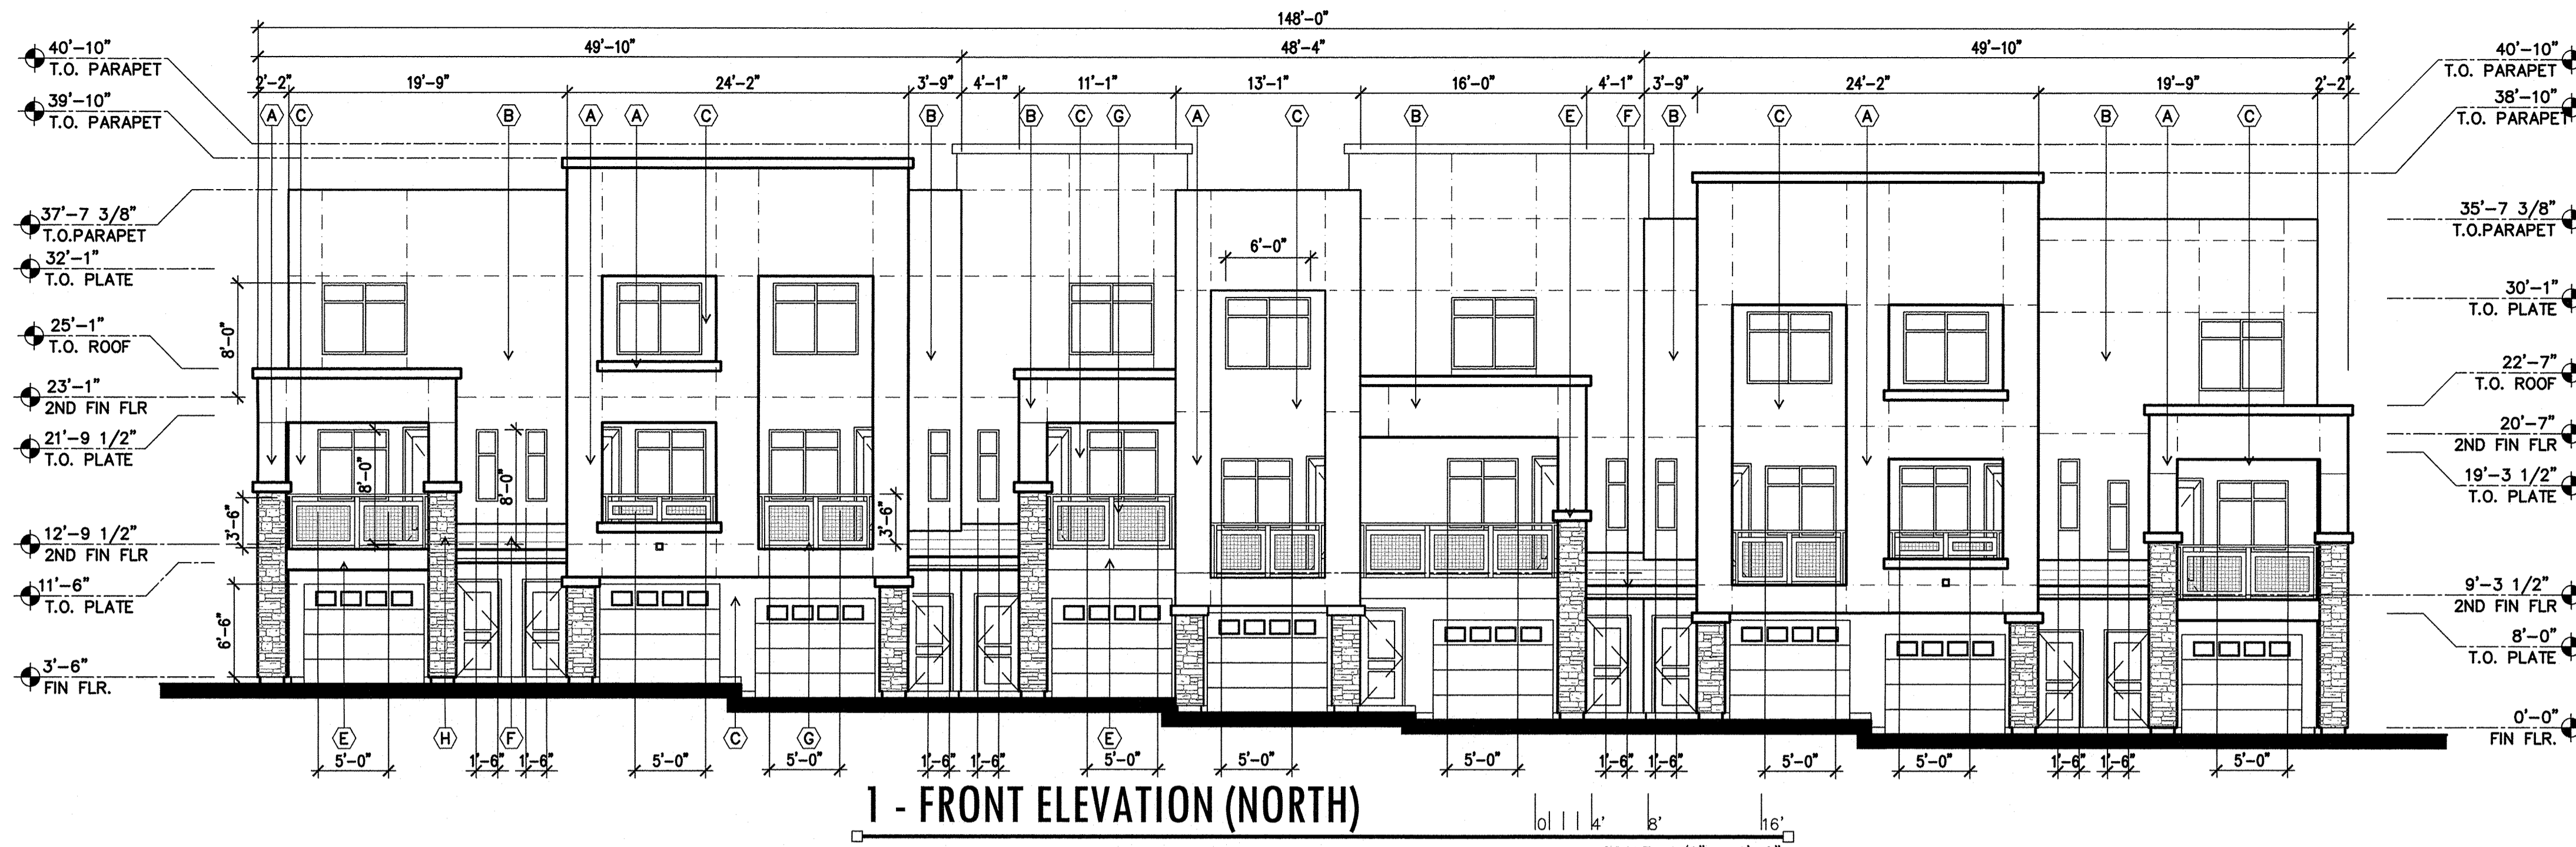 148'-0"
49'-10" 48'-4" 49'-10"
2'-2" 19'-9" 24'-2" 3'-9" 4'-1" 11'-1" 13'-1" 16'-0" 4'-1" 3'-9" 24'-2" 19'-9" 2'-2"
A C B A A C B B C G A C B E F B C A B A C
40'-10"
T.O. PARAPET
39'-10"
T.O. PARAPET
37'-7 3/8"
T.O.PARAPET
32'-1"
T.O. PLATE
25'-1"
T.O. ROOF
23'-1"
2ND FIN FLR
21'-9 1/2"
T.O. PLATE
12'-9 1/2"
2ND FIN FLR
11'-6"
T.O. PLATE
3'-6"
FIN FLR.
8'-0"
3'-6"
6'-6"
8'-0"
8'-0"
3'-6"
6'-0"
40'-10"
T.O. PARAPET
38'-10"
T.O. PARAPET
35'-7 3/8"
T.O.PARAPET
30'-1"
T.O. PLATE
22'-7"
T.O. ROOF
20'-7"
2ND FIN FLR
19'-3 1/2"
T.O. PLATE
9'-3 1/2"
2ND FIN FLR
8'-0"
T.O. PLATE
0'-0"
FIN FLR.
E H F C G E
5'-0" 1'-6" 1'-6" 5'-0" 5'-0" 1'-6" 1'-6" 5'-0" 5'-0" 5'-0" 1'-6" 1'-6" 5'-0" 5'-0" 1'-6" 1'-6" 5'-0"
1 - FRONT ELEVATION (NORTH)
0 4' 8' 16'